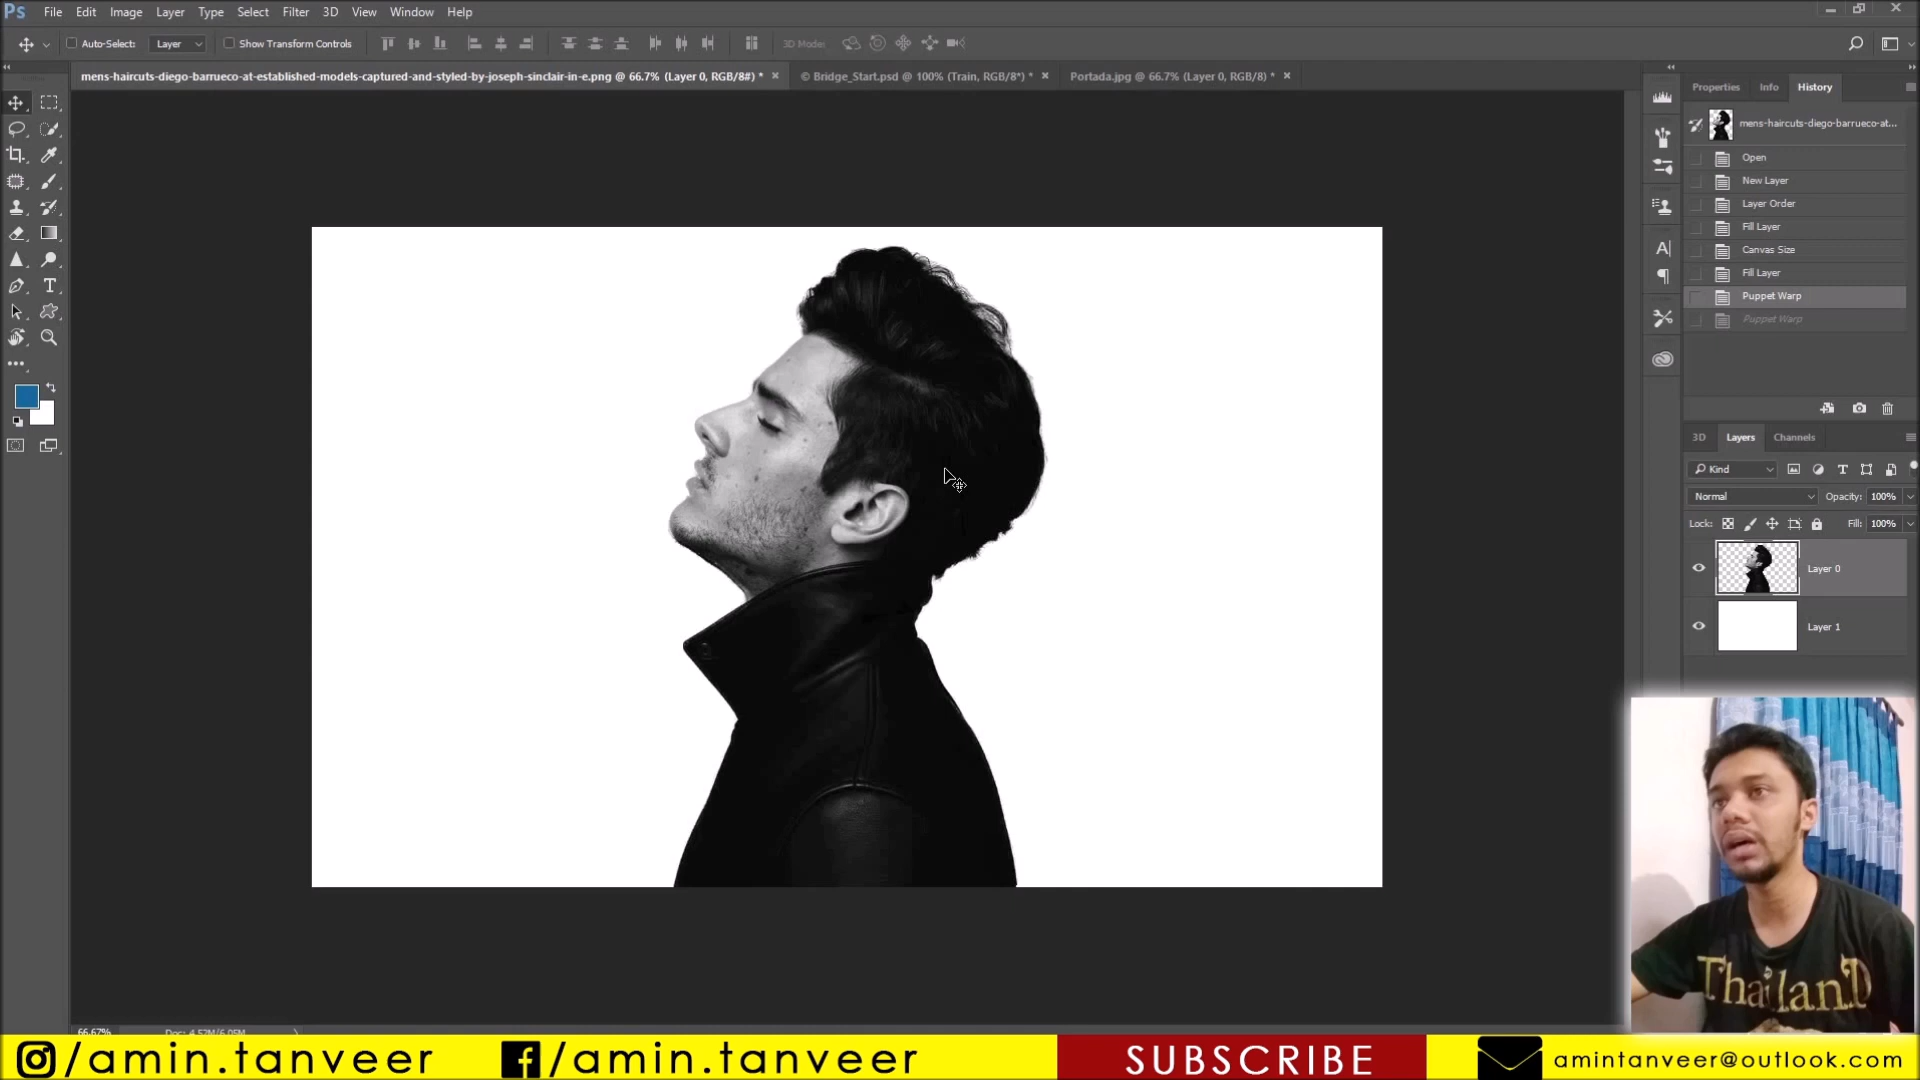 Ps File Edit Image Layer Type Select Filter 3D View Window Help
Auto-Select: Layer Show Transform Controls 3D Mode:
mens-haircuts-diego-barrueco-at-established-models-captured-and-styled-by-joseph-sinclair-in-e.png @ 66.7% (Layer 0, RGB/8#) * × © Bridge_Start.psd @ 100% (Train, RGB/8*) * × Portada.jpg @ 66.7% (Layer 0, RGB/8) * ×
Properties Info History
mens-haircuts-diego-barrueco-at...
Open
New Layer
Layer Order
Fill Layer
Canvas Size
Fill Layer
Puppet Warp
Puppet Warp
3D Layers Channels
Kind
Normal Opacity: 100%
Lock: Fill: 100%
Layer 0
Layer 1
ThailanD
66.67% Doc: 4.52M/6.05M
/amin.tanveer /amin.tanveer SUBSCRIBE amintanveer@outlook.com